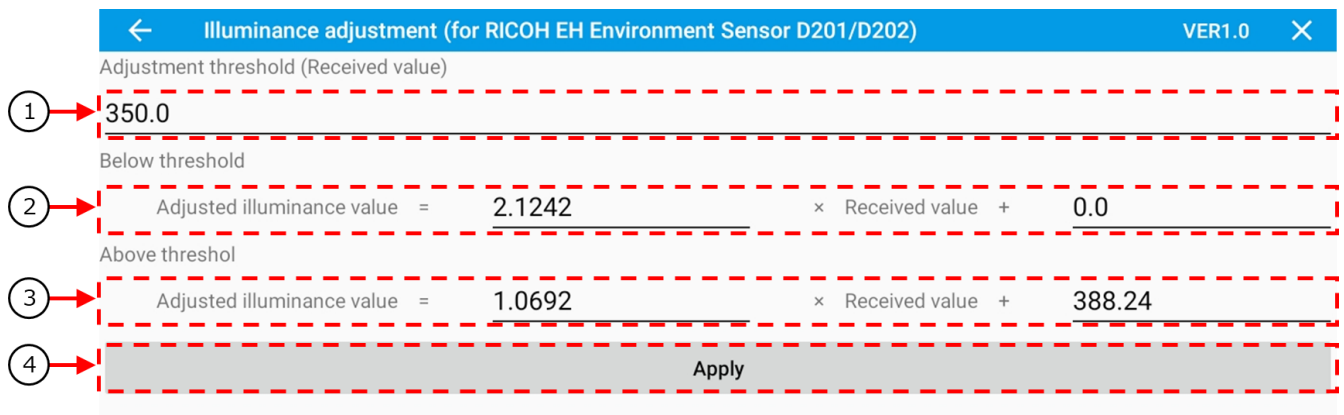 Illuminance adjustment (for RICOH EH Environment Sensor D201/D202) VER1.0
Adjustment threshold (Received value)
1 350.0
Below threshold
2 Adjusted illuminance value = 2.1242 × Received value + 0.0
Above threshol
3 Adjusted illuminance value = 1.0692 × Received value + 388.24
4 Apply